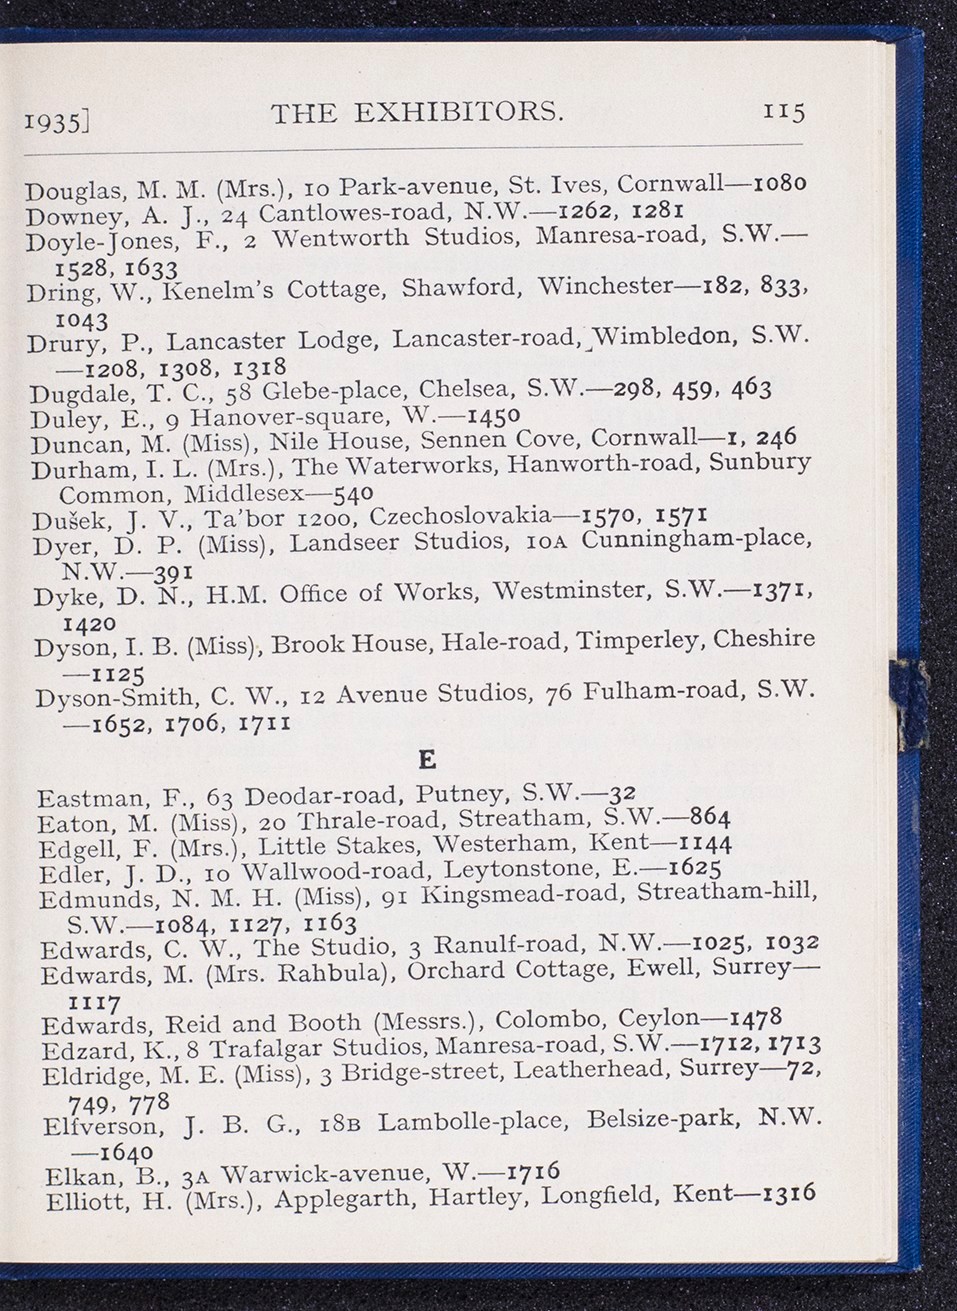 1935] THE EXHIBITORS. 115
Douglas, M. M. (Mrs.), 10 Park-avenue, St. Ives, Cornwall—1080
Downey, A. J., 24 Cantlowes-road, N.W.—1262, 1281
Doyle-Jones, F., 2 Wentworth Studios, Manresa-road, S.W.—
1528, 1633
Dring, W., Kenelm's Cottage, Shawford, Winchester—182, 833,
1043
Drury, P., Lancaster Lodge, Lancaster-road, Wimbledon, S.W.
—1208, 1308, 1318
Dugdale, T. C., 58 Glebe-place, Chelsea, S.W.—298, 459, 463
Duley, E., 9 Hanover-square, W.—1450
Duncan, M. (Miss), Nile House, Sennen Cove, Cornwall—1, 246
Durham, I. L. (Mrs.), The Waterworks, Hanworth-road, Sunbury
Common, Middlesex—540
Dušek, J. V., Ta'bor 1200, Czechoslovakia—1570, 1571
Dyer, D. P. (Miss), Landseer Studios, 10A Cunningham-place,
N.W.—391
Dyke, D. N., H.M. Office of Works, Westminster, S.W.—1371,
1420
Dyson, I. B. (Miss), Brook House, Hale-road, Timperley, Cheshire
—1125
Dyson-Smith, C. W., 12 Avenue Studios, 76 Fulham-road, S.W.
—1652, 1706, 1711
E
Eastman, F., 63 Deodar-road, Putney, S.W.—32
Eaton, M. (Miss), 20 Thrale-road, Streatham, S.W.—864
Edgell, F. (Mrs.), Little Stakes, Westerham, Kent—1144
Edler, J. D., 10 Wallwood-road, Leytonstone, E.—1625
Edmunds, N. M. H. (Miss), 91 Kingsmead-road, Streatham-hill,
S.W.—1084, 1127, 1163
Edwards, C. W., The Studio, 3 Ranulf-road, N.W.—1025, 1032
Edwards, M. (Mrs. Rahbula), Orchard Cottage, Ewell, Surrey—
1117
Edwards, Reid and Booth (Messrs.), Colombo, Ceylon—1478
Edzard, K., 8 Trafalgar Studios, Manresa-road, S.W.—1712, 1713
Eldridge, M. E. (Miss), 3 Bridge-street, Leatherhead, Surrey—72,
749, 778
Elfverson, J. B. G., 18B Lambolle-place, Belsize-park, N.W.
—1640
Elkan, B., 3A Warwick-avenue, W.—1716
Elliott, H. (Mrs.), Applegarth, Hartley, Longfield, Kent—1316